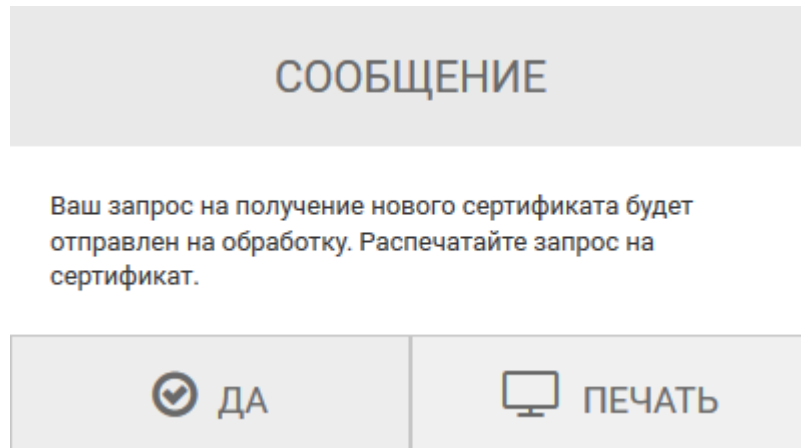 СООБЩЕНИЕ
Ваш запрос на получение нового сертификата будет
отправлен на обработку. Распечатайте запрос на
сертификат.
ДА
ПЕЧАТЬ